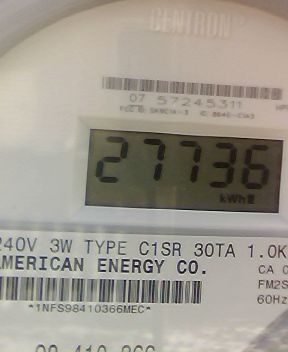 CENTRON
07 57245311
27736
kWh
240V 3W TYPE C1SR 30TA 1.0K
AMERICAN ENERGY CO.
CA
FM2S
60Hz
*1NFS98410366MEC*